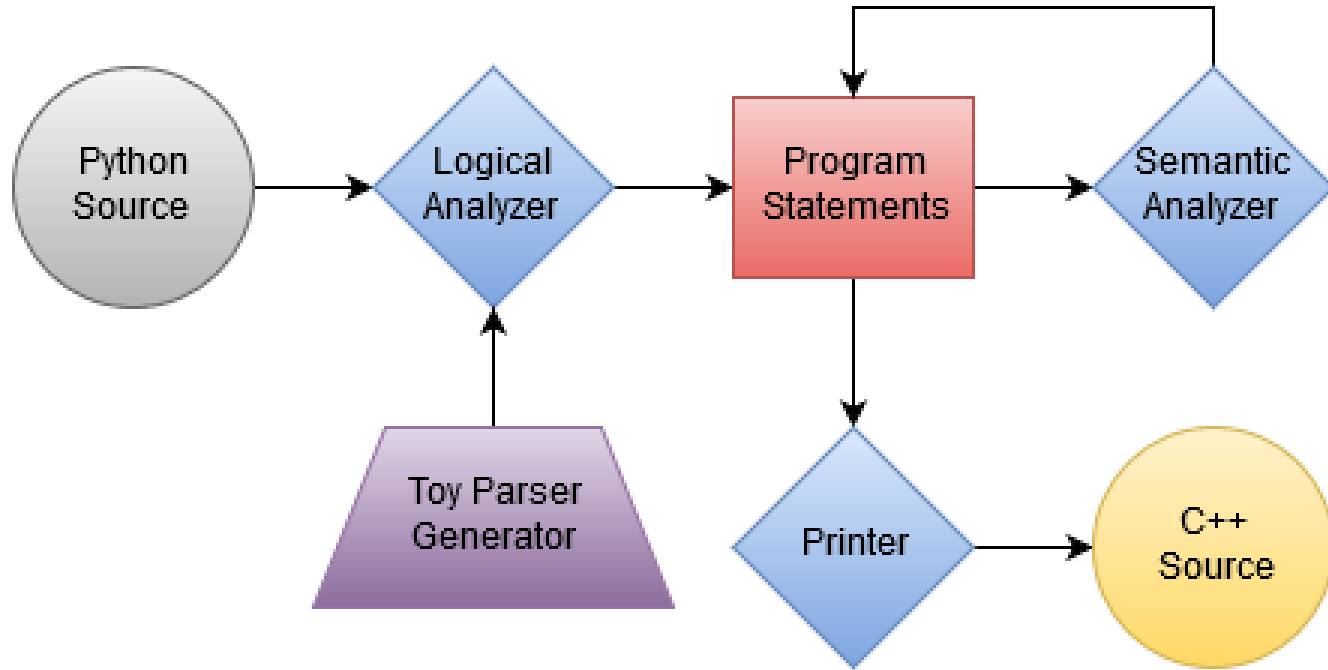 Python
Source
Logical
Analyzer
Program
Statements
Semantic
Analyzer
Toy Parser
Generator
Printer
C++
Source